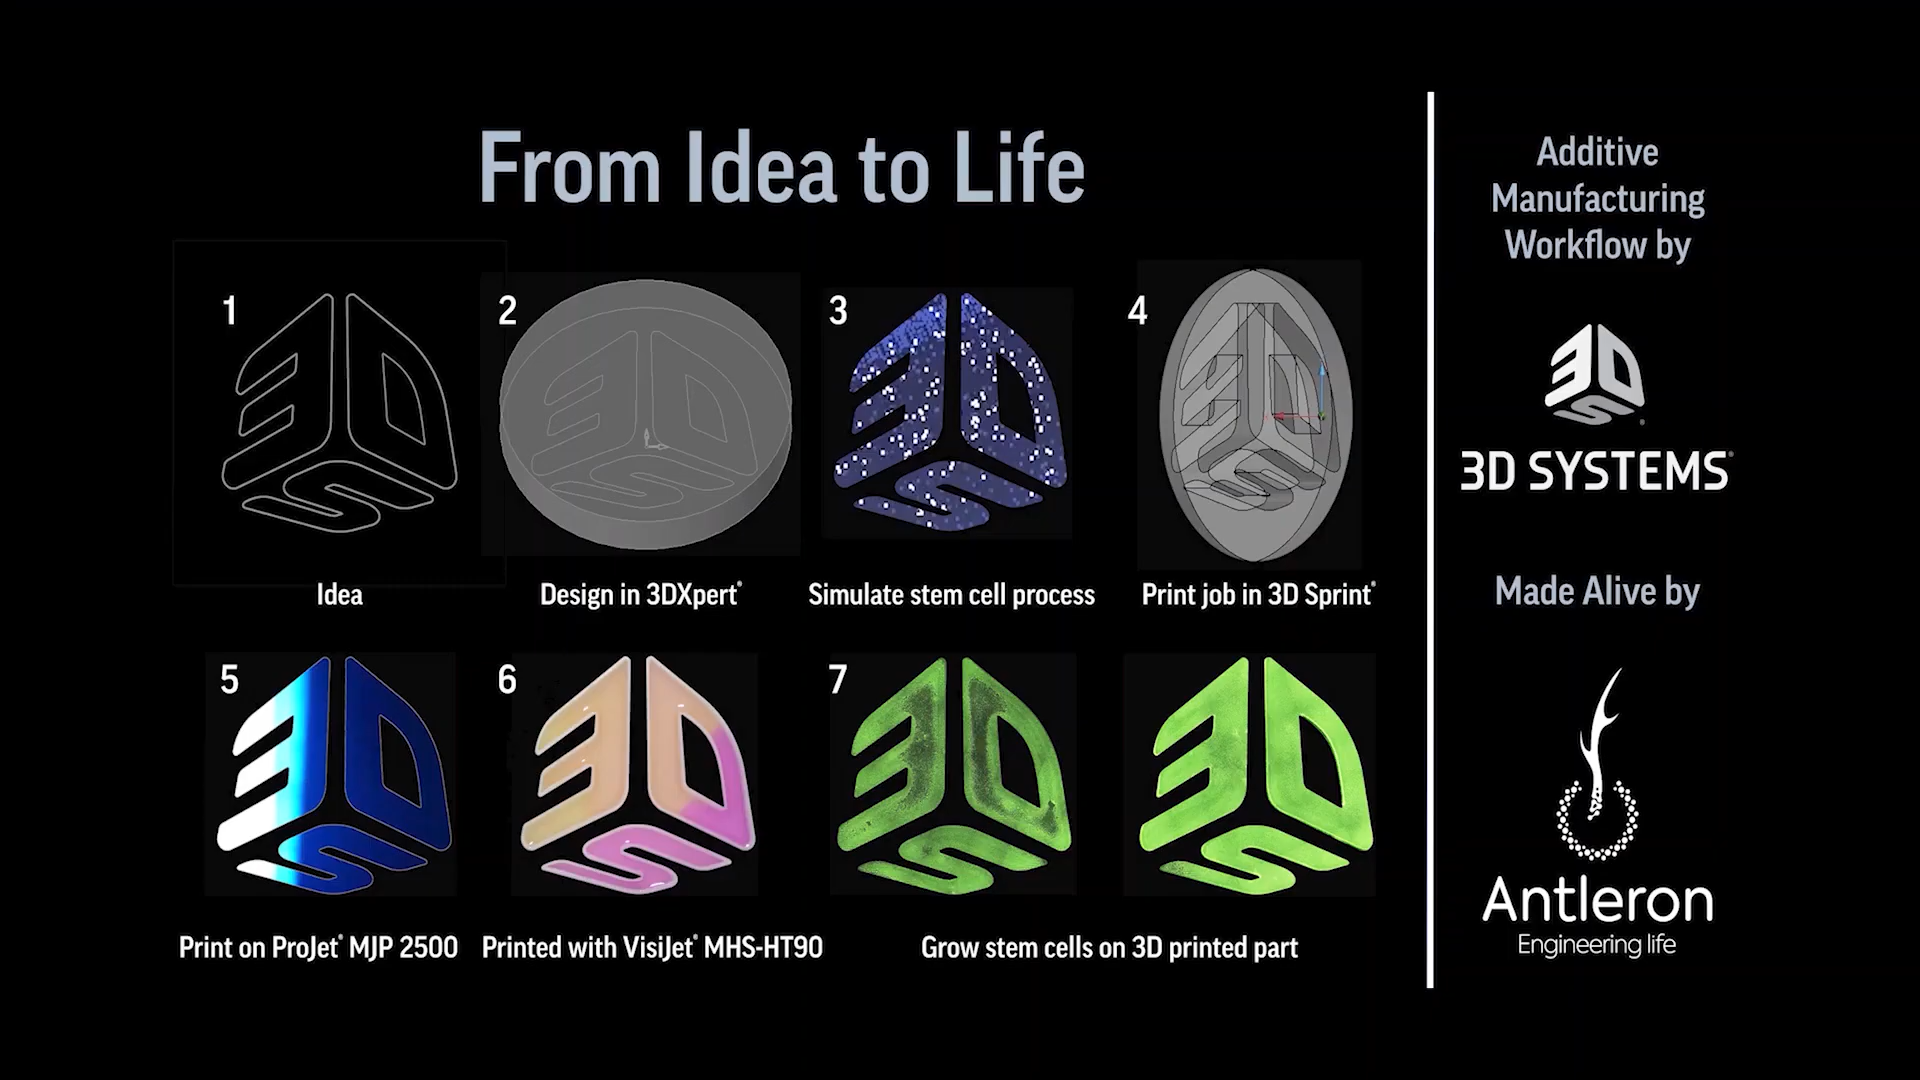 From Idea to Life
1
2
3
4
Idea
Design in 3DXpert®
Simulate stem cell process
Print job in 3D Sprint®
5
6
7
Print on ProJet® MJP 2500
Printed with VisiJet® MHS-HT90
Grow stem cells on 3D printed part
Additive
Manufacturing
Workflow by
3DS
3D SYSTEMS®
Made Alive by
Antleron
Engineering life